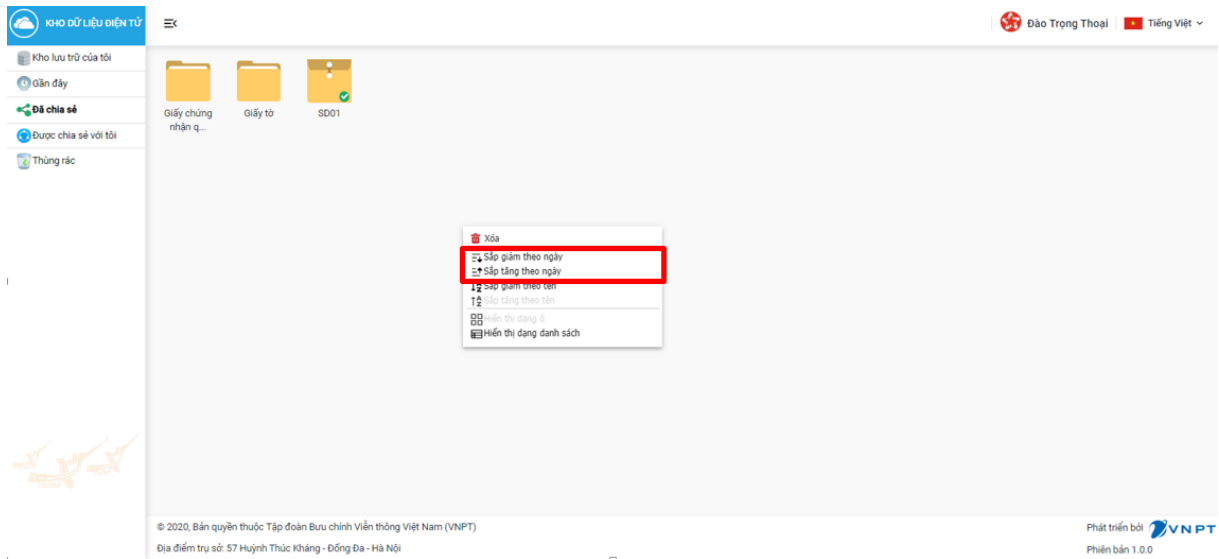 KHO DỮ LIỆU ĐIỆN TỬ
Đào Trọng Thoại
Tiếng Việt
Kho lưu trữ của tôi
Gần đây
Đã chia sẻ
Được chia sẻ với tôi
Thùng rác
Giấy chứng nhận q...
Giấy tờ
SD01
Xóa
Sắp giảm theo ngày
Sắp tăng theo ngày
Sắp giảm theo tên
Sắp tăng theo tên
Hiển thị dạng ô
Hiển thị dạng danh sách
© 2020, Bản quyền thuộc Tập đoàn Bưu chính Viễn thông Việt Nam (VNPT)
Địa điểm trụ sở: 57 Huỳnh Thúc Kháng - Đống Đa - Hà Nội
Phát triển bởi VNPT
Phiên bản 1.0.0